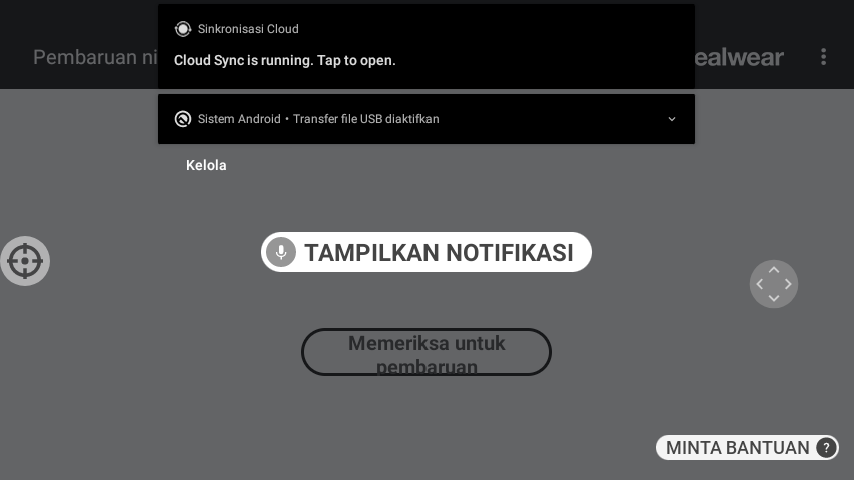 Sinkronisasi Cloud
Cloud Sync is running. Tap to open.
Pembaruan ni
ealwear
Sistem Android • Transfer file USB diaktifkan
Kelola
TAMPILKAN NOTIFIKASI
Memeriksa untuk
pembaruan
MINTA BANTUAN ?